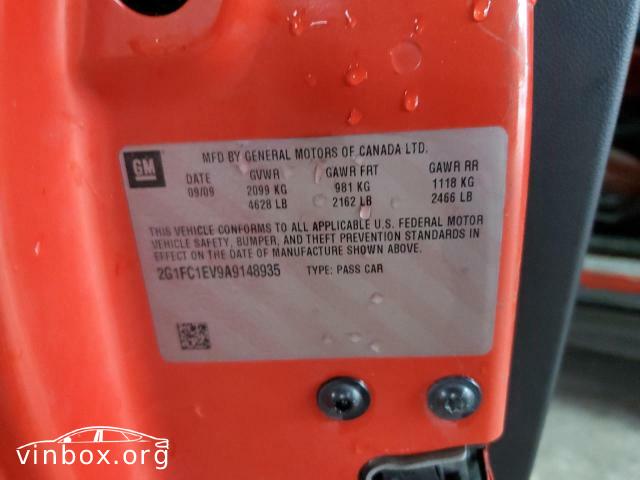 GM
MFD BY GENERAL MOTORS OF CANADA LTD.
DATE GVWR GAWR FRT GAWR RR
09/09 2099 KG 981 KG 1118 KG
4628 LB 2162 LB 2466 LB
THIS VEHICLE CONFORMS TO ALL APPLICABLE U.S. FEDERAL MOTOR
VEHICLE SAFETY, BUMPER, AND THEFT PREVENTION STANDARDS IN
EFFECT ON THE DATE OF MANUFACTURE SHOWN ABOVE.
2G1FC1EV9A9148935 TYPE: PASS CAR
vinbox.org